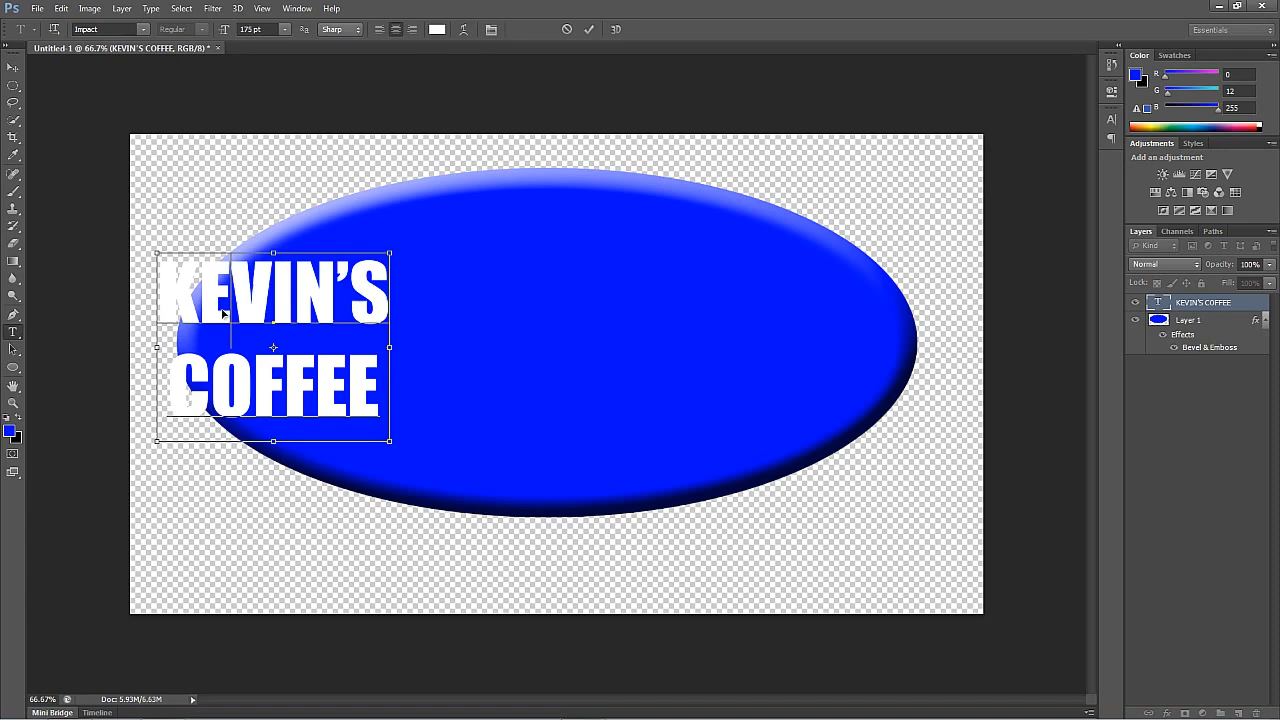 Ps File Edit Image Layer Type Select Filter 3D View Window Help
T Impact Regular 175 pt aa Sharp 3D Essentials
Untitled-1 @ 66.7% (KEVIN'S COFFEE, RGB/8) * ×
Color Swatches
R 0
G 12
B 255
Adjustments Styles
Add an adjustment
Layers Channels Paths
Kind
Normal Opacity: 100%
Lock: Fill: 100%
T KEVIN'S COFFEE
Layer 1 fx
Effects
Bevel & Emboss
KEVIN'S
COFFEE
66.67% Doc: 5.93M/6.63M
Mini Bridge Timeline